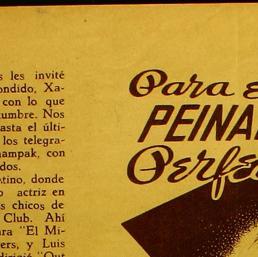 s les invité
ondido, Xa-
con lo que
umbre. Nos
asta el últi-
los telegra-
hampak, con
dos.
tino, donde
o actriz en
s chicos de
Club. Ahí
ra "El Mi-
ers, y Luis
Para e
PEINA
Perfe